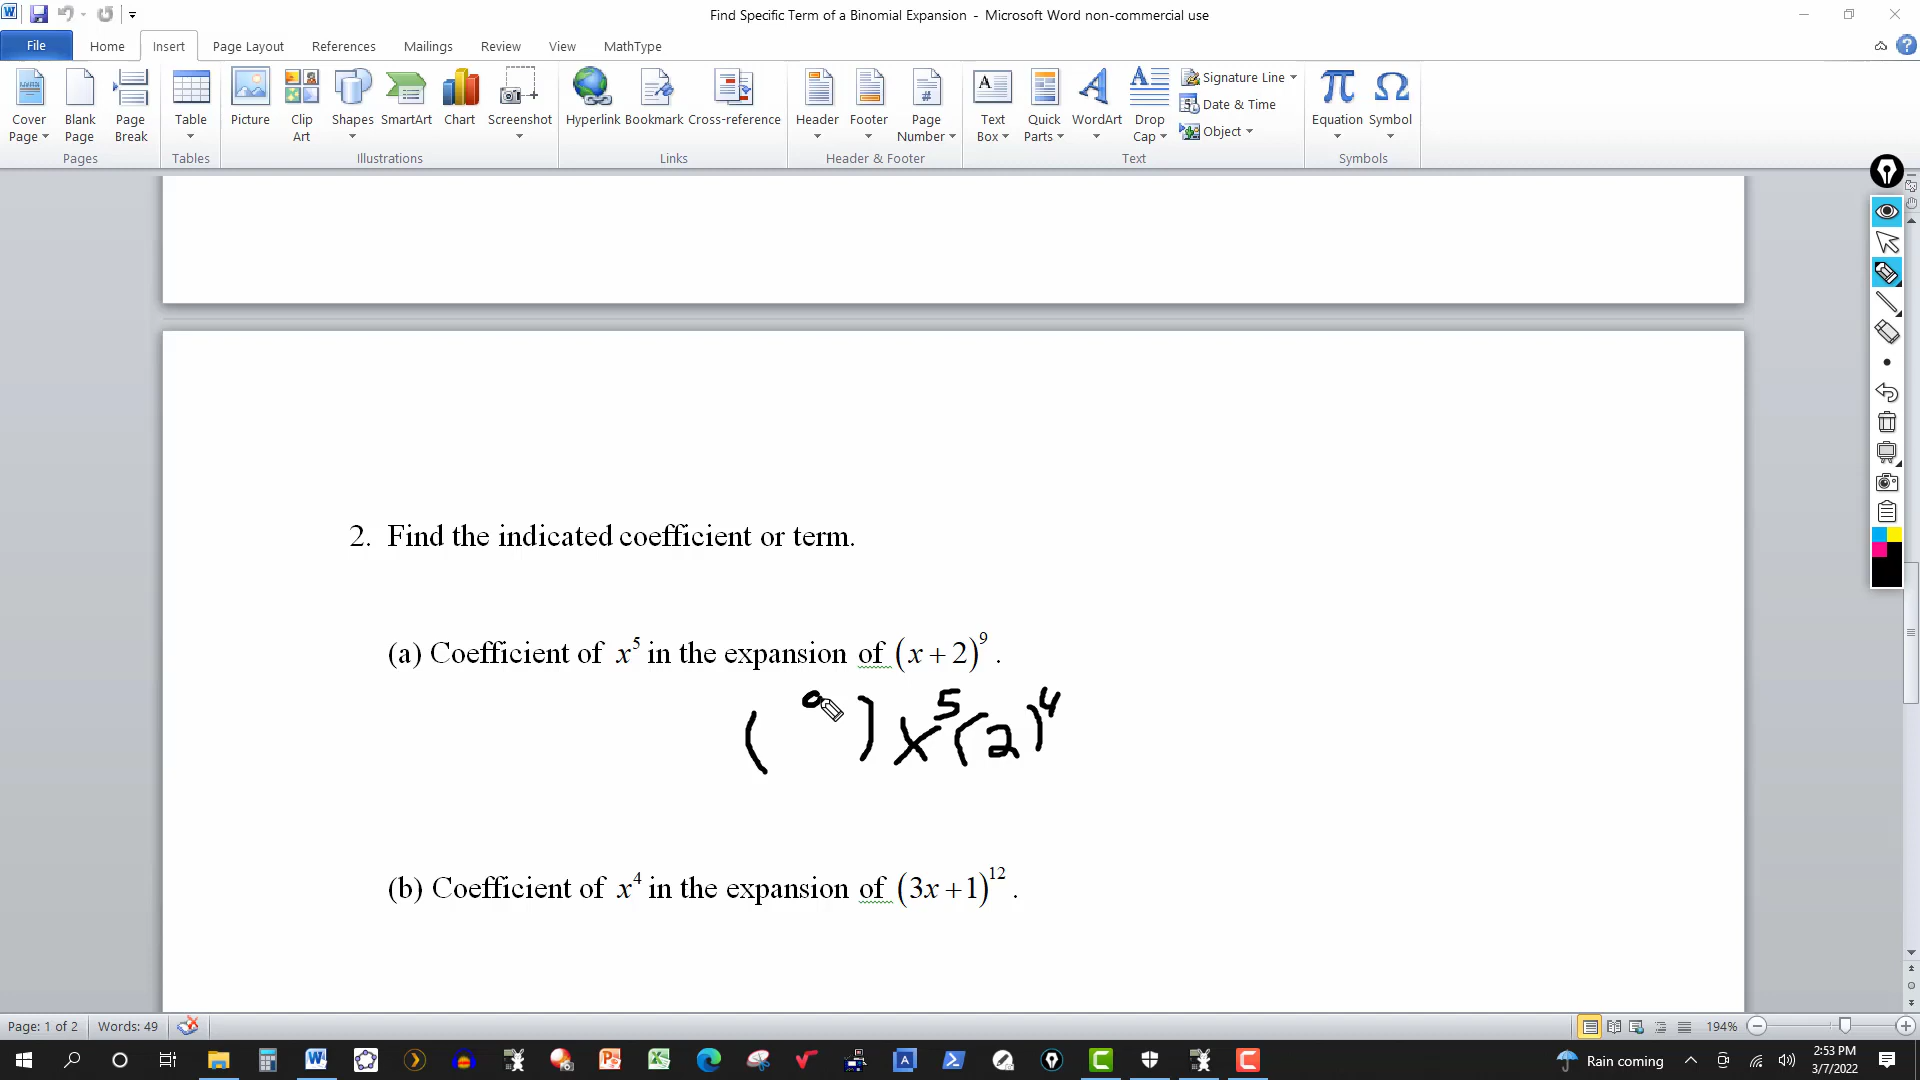 Find Specific Term of a Binomial Expansion - Microsoft Word non-commercial use
File Home Insert Page Layout References Mailings Review View MathType
Cover Page Blank Page Page Break Table Picture Clip Art Shapes SmartArt Chart Screenshot Hyperlink Bookmark Cross-reference Header Footer Page Number Text Box Quick Parts WordArt Drop Cap Signature Line Date & Time Object Equation Symbol
Pages Tables Illustrations Links Header & Footer Text Symbols
2. Find the indicated coefficient or term.
(a) Coefficient of x⁵ in the expansion of (x + 2)⁹ .
( ) x⁵(2)⁴
(b) Coefficient of x⁴ in the expansion of (3x + 1)¹² .
Page: 1 of 2 Words: 49 194%
Rain coming 2:53 PM
3/7/2022